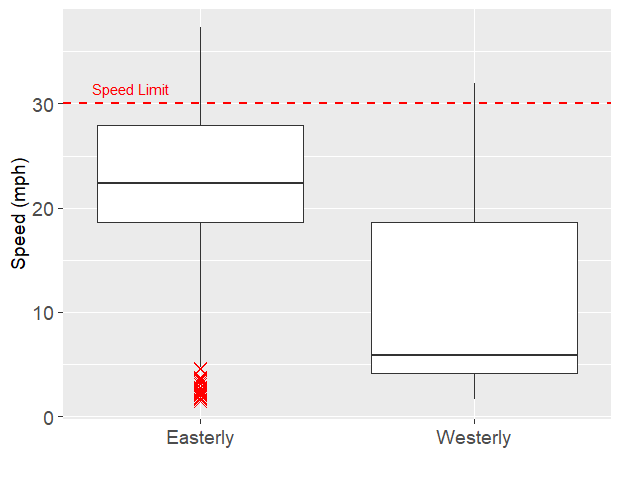 Speed Limit
30
20
10
0
Speed (mph)
Easterly
Westerly